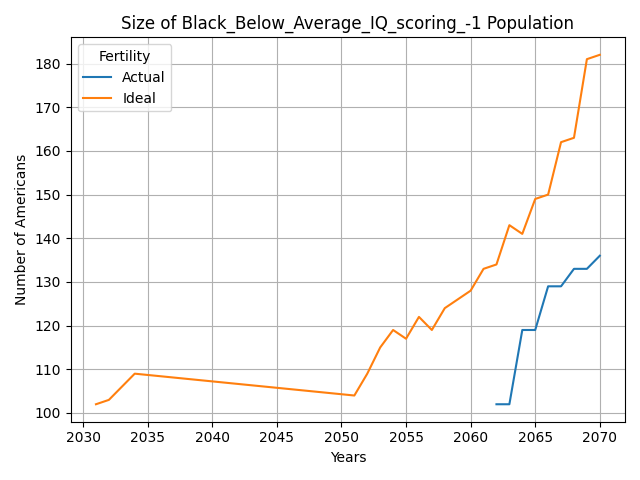 Size of Black_Below_Average_IQ_scoring_-1 Population
Fertility
Actual
Ideal
Number of Americans
180
170
160
150
140
130
120
110
100
2030 2035 2040 2045 2050 2055 2060 2065 2070
Years